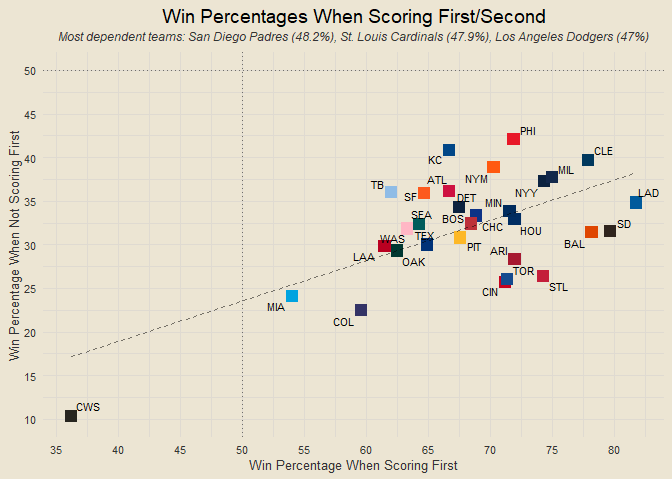 Win Percentages When Scoring First/Second
Most dependent teams: San Diego Padres (48.2%), St. Louis Cardinals (47.9%), Los Angeles Dodgers (47%)
Win Percentage When Not Scoring First
50
45
40
35
30
25
20
15
10
PHI
KC
CLE
NYM
MIL
ATL
TB
NYY
SF
DET
LAD
MIN
SEA
BOS
CHC
HOU
SD
WAS
TEX
PIT
BAL
LAA
OAK
ARI
TOR
CIN
STL
MIA
COL
CWS
35 40 45 50 55 60 65 70 75 80
Win Percentage When Scoring First